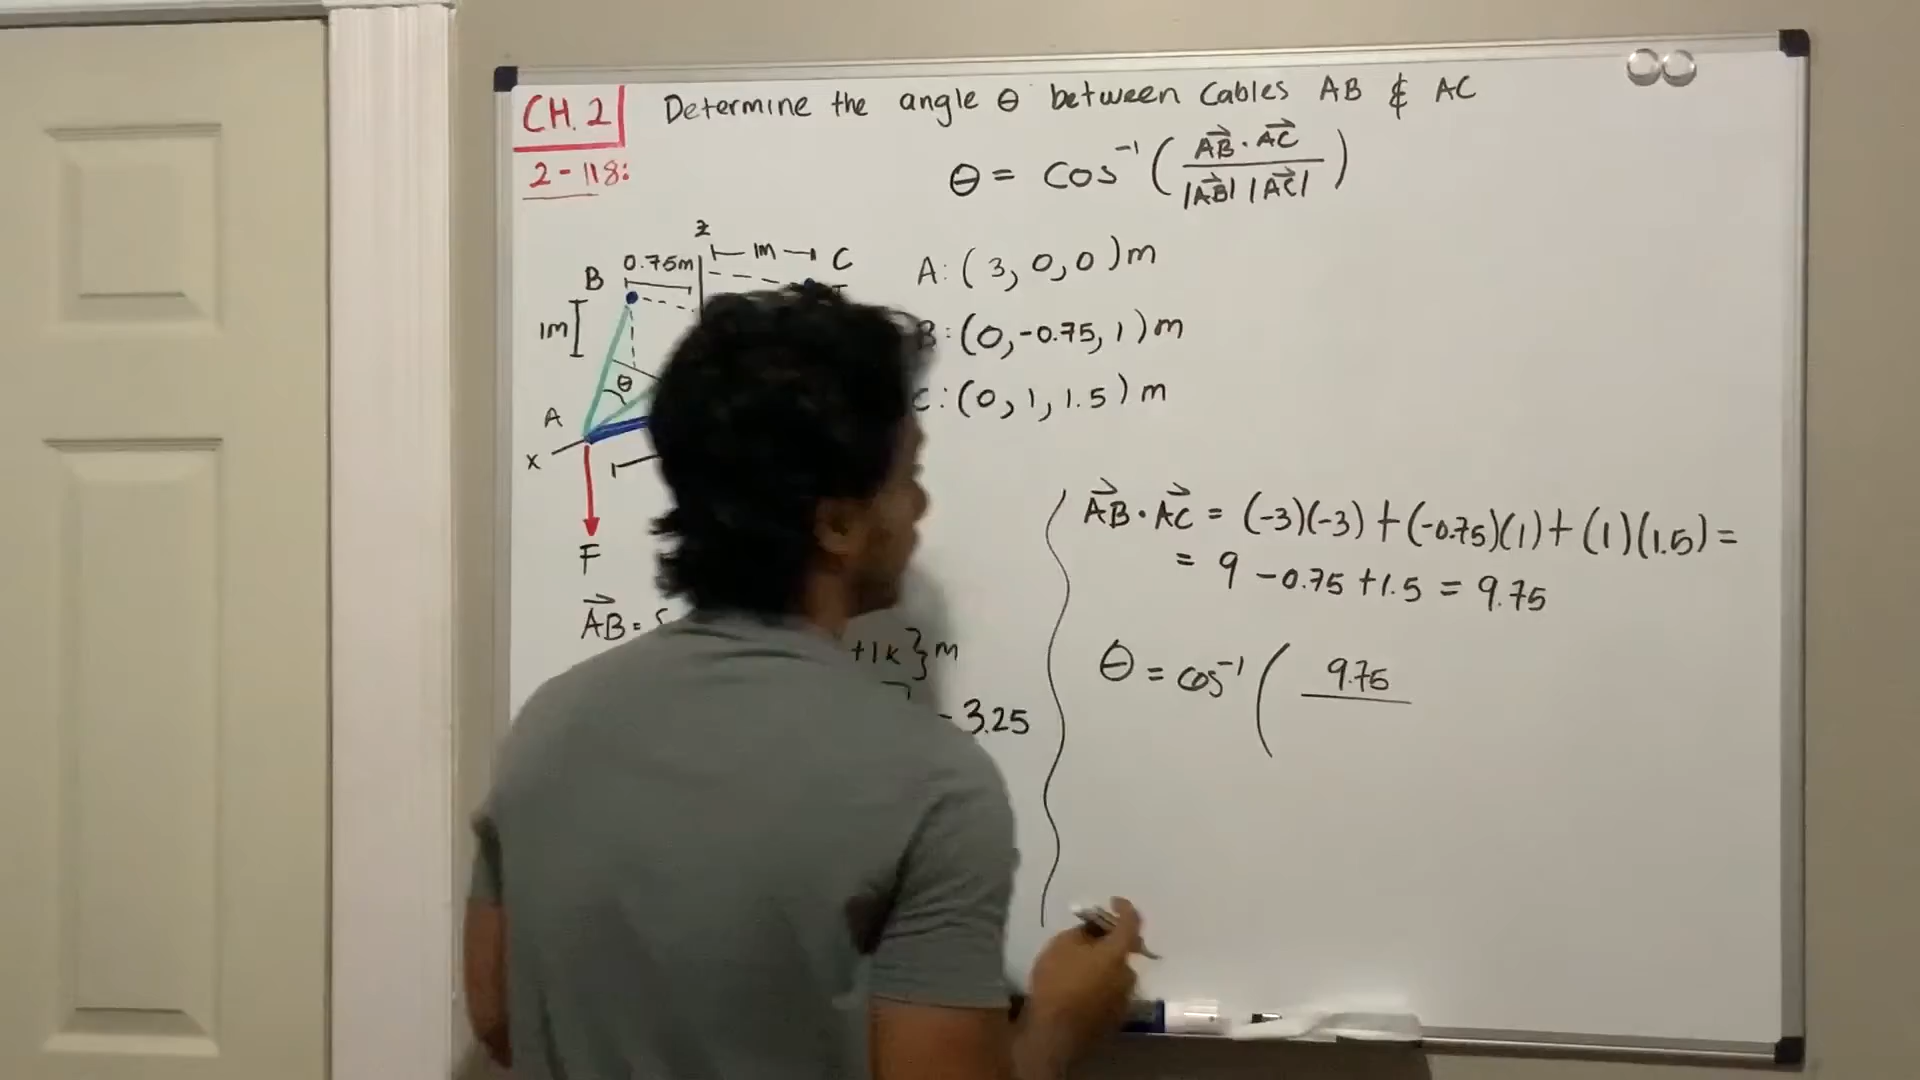 CH. 2
Determine the angle θ between Cables AB & AC
2-118:
θ = cos⁻¹ ( AB · AC / |AB| |AC| )
z
1m
C
0.75m
B
1m
θ
A
x
F
A: (3, 0, 0)m
B: (0, -0.75, 1)m
C: (0, 1, 1.5)m
AB = {
+1k}m
3.25
AB · AC = (-3)(-3) + (-0.75)(1) + (1)(1.5) =
= 9 - 0.75 + 1.5 = 9.75
θ = cos⁻¹ ( 9.75